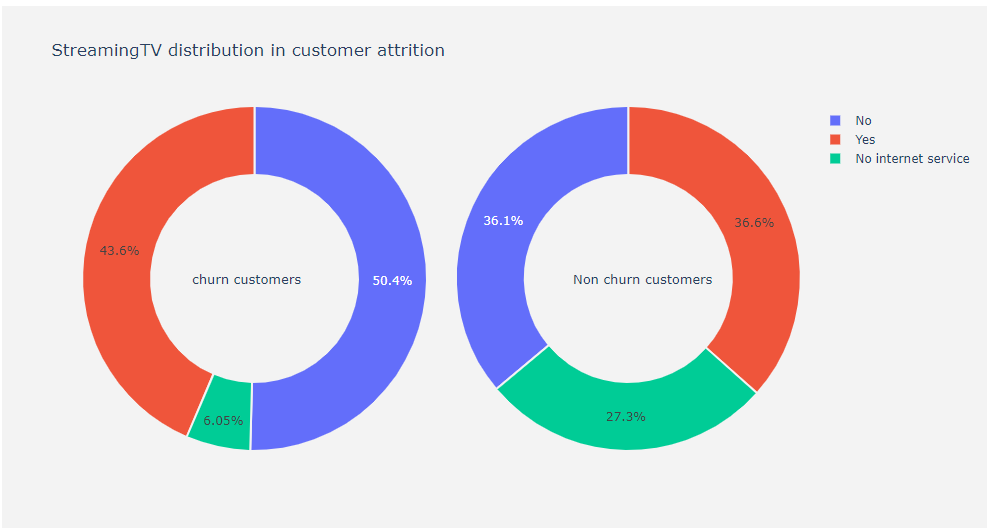 StreamingTV distribution in customer attrition
No
Yes
No internet service
43.6%
churn customers
50.4%
6.05%
36.1%
36.6%
Non churn customers
27.3%